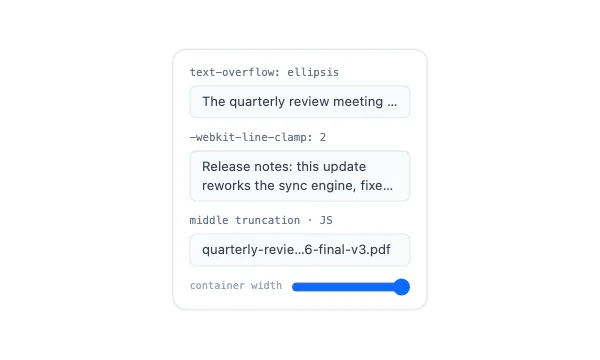 text-overflow: ellipsis
The quarterly review meeting ...
-webkit-line-clamp: 2
Release notes: this update
reworks the sync engine, fixe...
middle truncation · JS
quarterly-revie...6-final-v3.pdf
container width